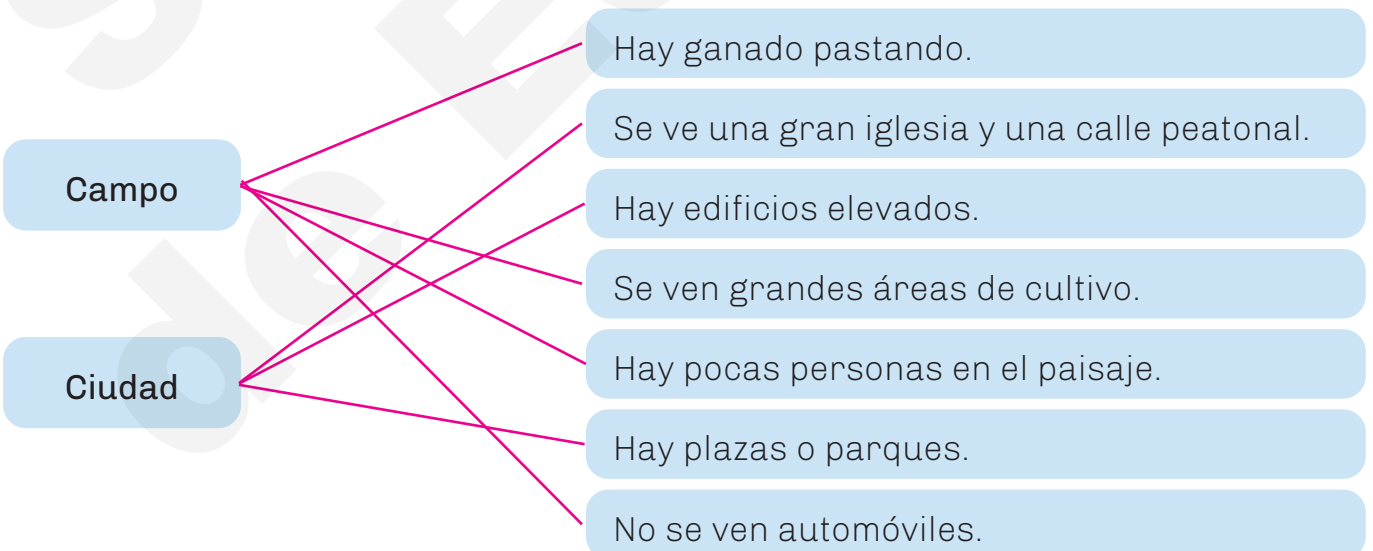 Campo
Ciudad
Hay ganado pastando.
Se ve una gran iglesia y una calle peatonal.
Hay edificios elevados.
Se ven grandes áreas de cultivo.
Hay pocas personas en el paisaje.
Hay plazas o parques.
No se ven automóviles.
de